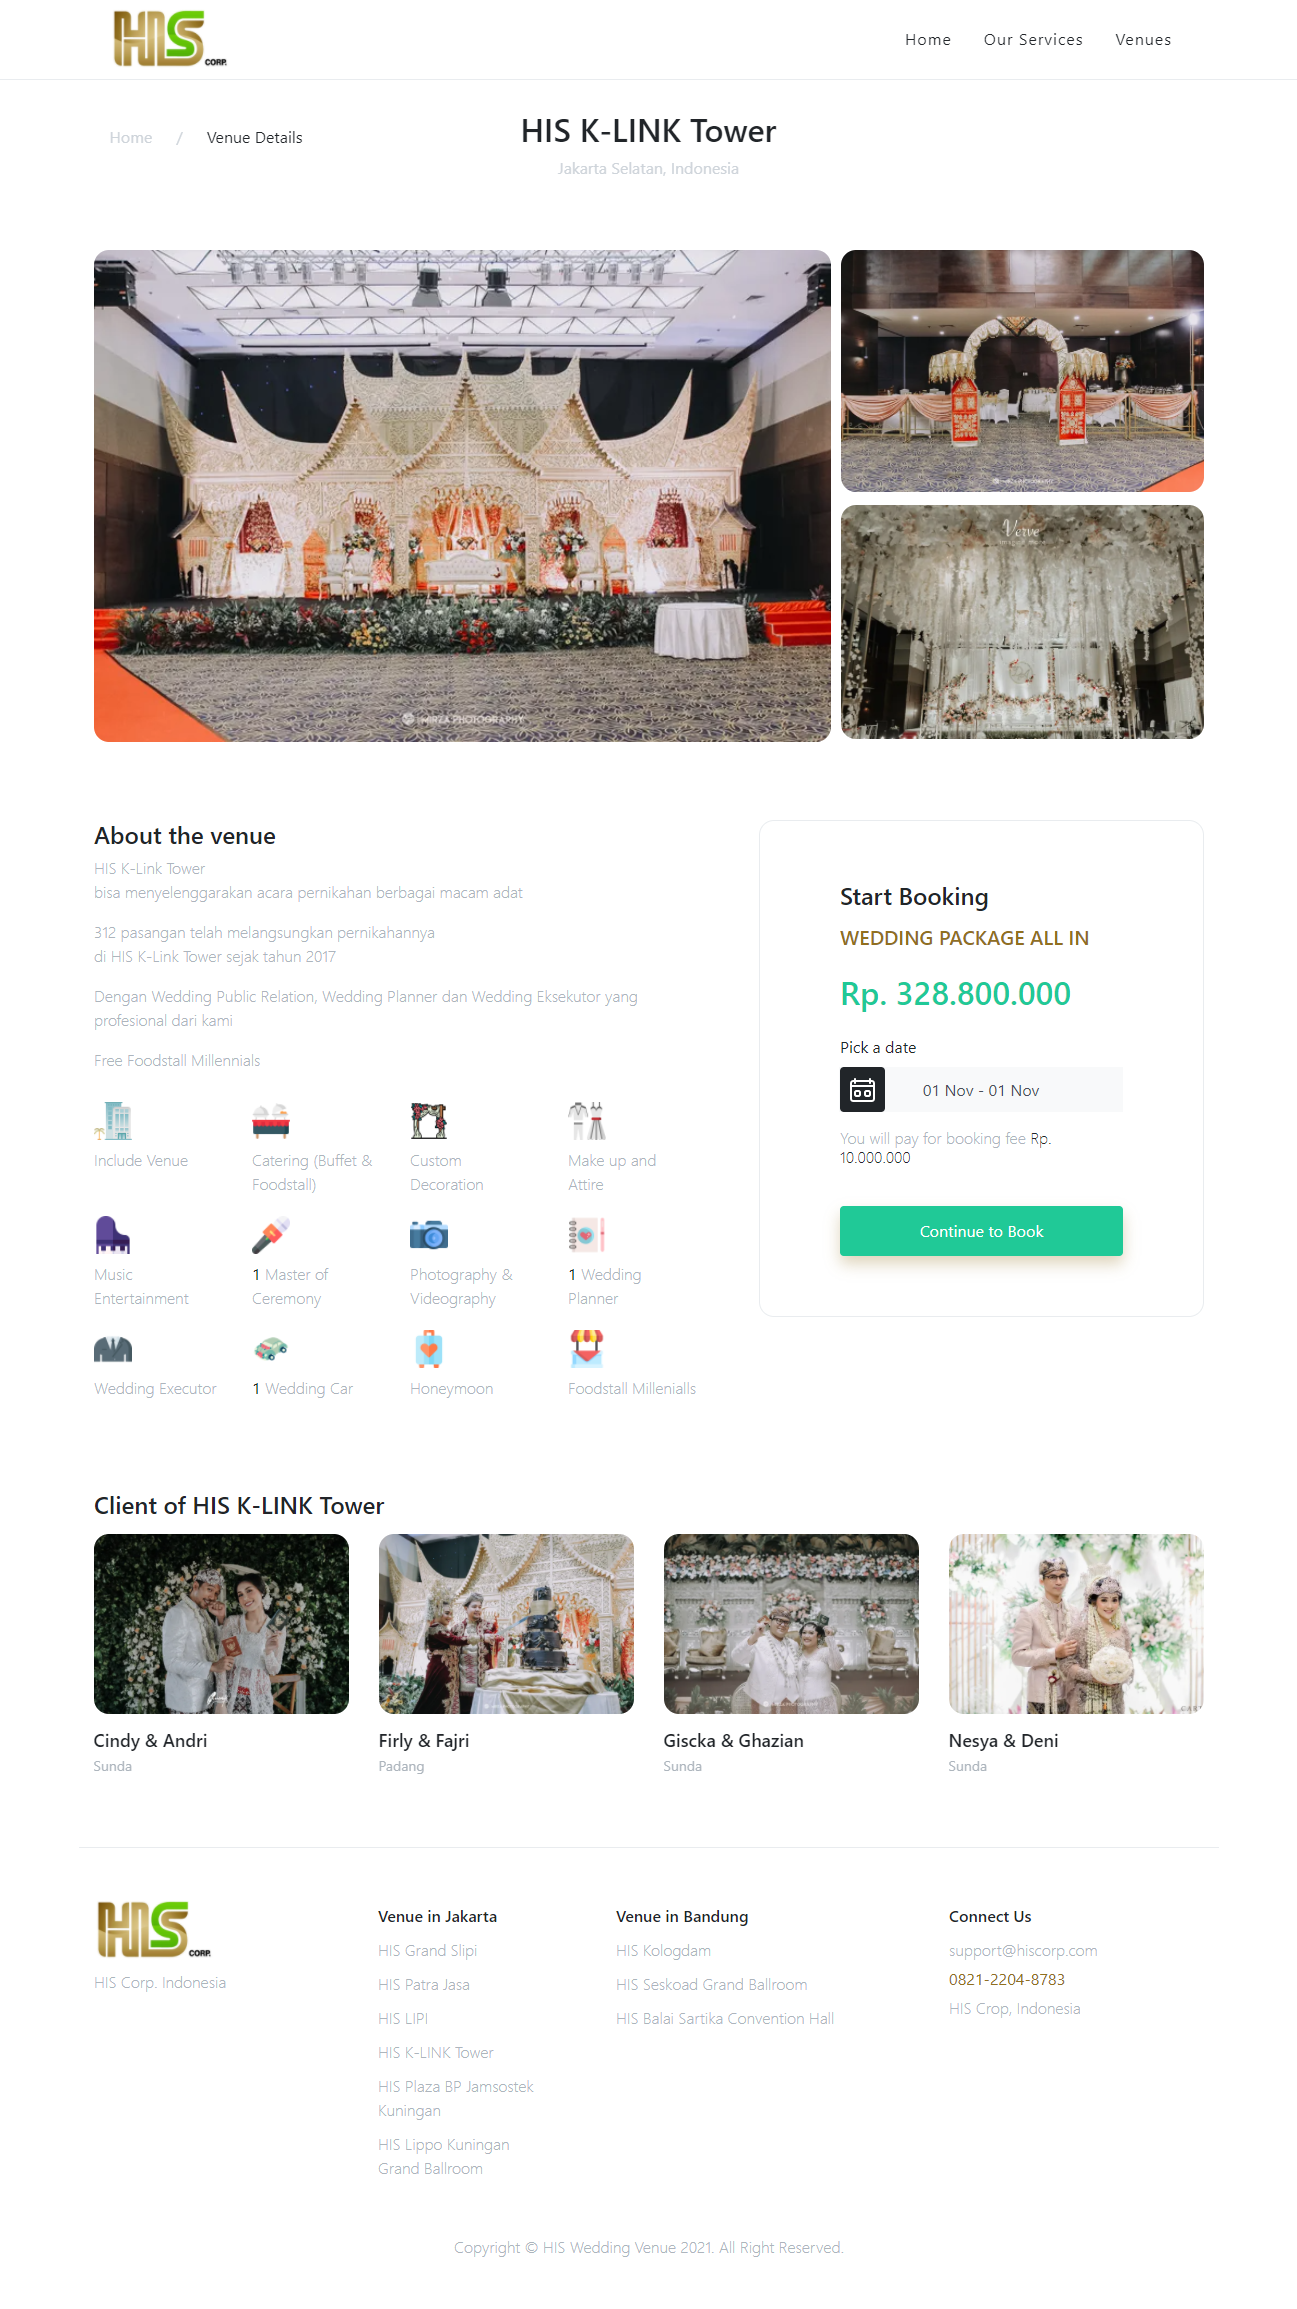 HIS CORP.
Home
Our Services
Venues
Home / Venue Details
HIS K-LINK Tower
Jakarta Selatan, Indonesia
MIRZA PHOTOGRAPHY
Verve
About the venue
HIS K-Link Tower
bisa menyelenggarakan acara pernikahan berbagai macam adat
312 pasangan telah melangsungkan pernikahannya
di HIS K-Link Tower sejak tahun 2017
Dengan Wedding Public Relation, Wedding Planner dan Wedding Eksekutor yang
profesional dari kami
Free Foodstall Millennials
Include Venue
Catering (Buffet &
Foodstall)
Custom
Decoration
Make up and
Attire
Music
Entertainment
1 Master of
Ceremony
Photography &
Videography
1 Wedding
Planner
Wedding Executor
1 Wedding Car
Honeymoon
Foodstall Millenialls
Start Booking
WEDDING PACKAGE ALL IN
Rp. 328.800.000
Pick a date
01 Nov - 01 Nov
You will pay for booking fee Rp.
10.000.000
Continue to Book
Client of HIS K-LINK Tower
Cindy & Andri
Sunda
Firly & Fajri
Padang
Giscka & Ghazian
Sunda
Nesya & Deni
Sunda
HIS CORP.
HIS Corp. Indonesia
Venue in Jakarta
HIS Grand Slipi
HIS Patra Jasa
HIS LIPI
HIS K-LINK Tower
HIS Plaza BP Jamsostek
Kuningan
HIS Lippo Kuningan
Grand Ballroom
Venue in Bandung
HIS Kologdam
HIS Seskoad Grand Ballroom
HIS Balai Sartika Convention Hall
Connect Us
support@hiscorp.com
0821-2204-8783
HIS Crop, Indonesia
Copyright © HIS Wedding Venue 2021. All Right Reserved.